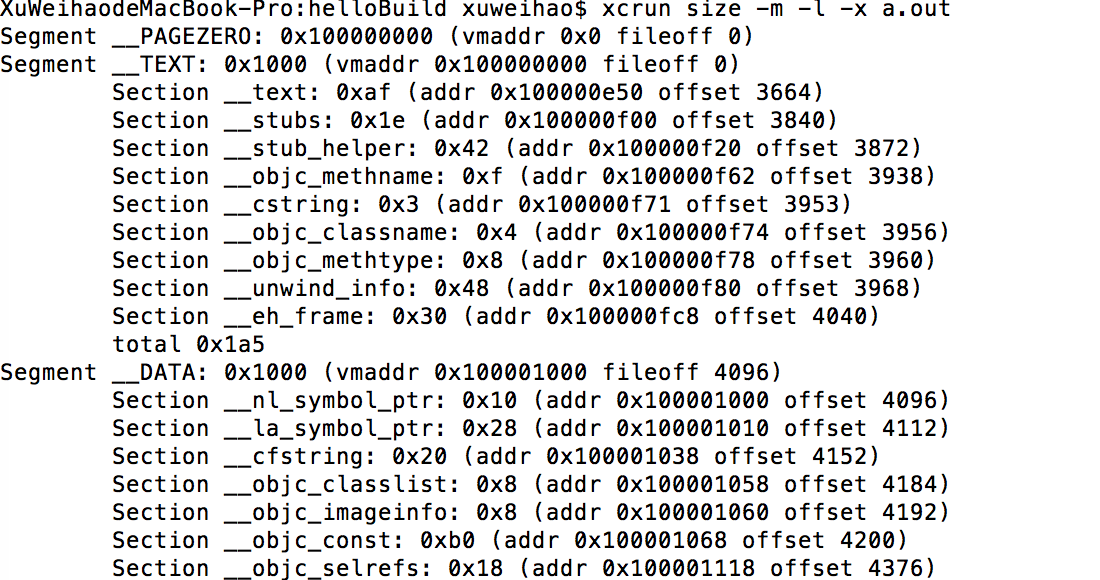 XuWeihaodeMacBook-Pro:helloBuild xuweihao$ xcrun size -m -l -x a.out
Segment __PAGEZERO: 0x100000000 (vmaddr 0x0 fileoff 0)
Segment __TEXT: 0x1000 (vmaddr 0x100000000 fileoff 0)
Section __text: 0xaf (addr 0x100000e50 offset 3664)
Section __stubs: 0x1e (addr 0x100000f00 offset 3840)
Section __stub_helper: 0x42 (addr 0x100000f20 offset 3872)
Section __objc_methname: 0xf (addr 0x100000f62 offset 3938)
Section __cstring: 0x3 (addr 0x100000f71 offset 3953)
Section __objc_classname: 0x4 (addr 0x100000f74 offset 3956)
Section __objc_methtype: 0x8 (addr 0x100000f78 offset 3960)
Section __unwind_info: 0x48 (addr 0x100000f80 offset 3968)
Section __eh_frame: 0x30 (addr 0x100000fc8 offset 4040)
total 0x1a5
Segment __DATA: 0x1000 (vmaddr 0x100001000 fileoff 4096)
Section __nl_symbol_ptr: 0x10 (addr 0x100001000 offset 4096)
Section __la_symbol_ptr: 0x28 (addr 0x100001010 offset 4112)
Section __cfstring: 0x20 (addr 0x100001038 offset 4152)
Section __objc_classlist: 0x8 (addr 0x100001058 offset 4184)
Section __objc_imageinfo: 0x8 (addr 0x100001060 offset 4192)
Section __objc_const: 0xb0 (addr 0x100001068 offset 4200)
Section __objc_selrefs: 0x18 (addr 0x100001118 offset 4376)